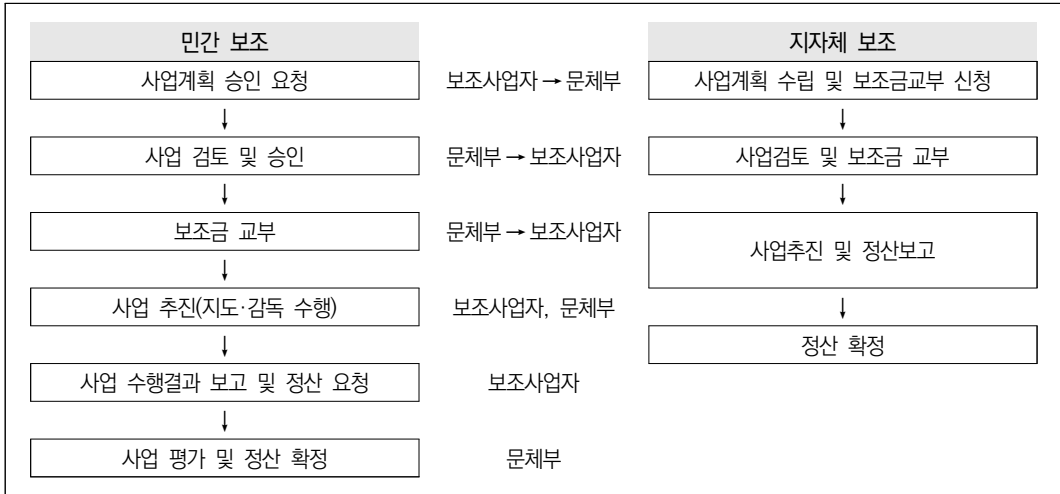 민간 보조
지자체 보조
사업계획 승인 요청
보조사업자 → 문체부
사업계획 수립 및 보조금교부 신청
↓
↓
사업 검토 및 승인
문체부 → 보조사업자
사업검토 및 보조금 교부
↓
↓
보조금 교부
문체부 → 보조사업자
사업추진 및 정산보고
↓
사업 추진(지도·감독 수행)
보조사업자, 문체부
↓
정산 확정
↓
사업 수행결과 보고 및 정산 요청
보조사업자
↓
사업 평가 및 정산 확정
문체부